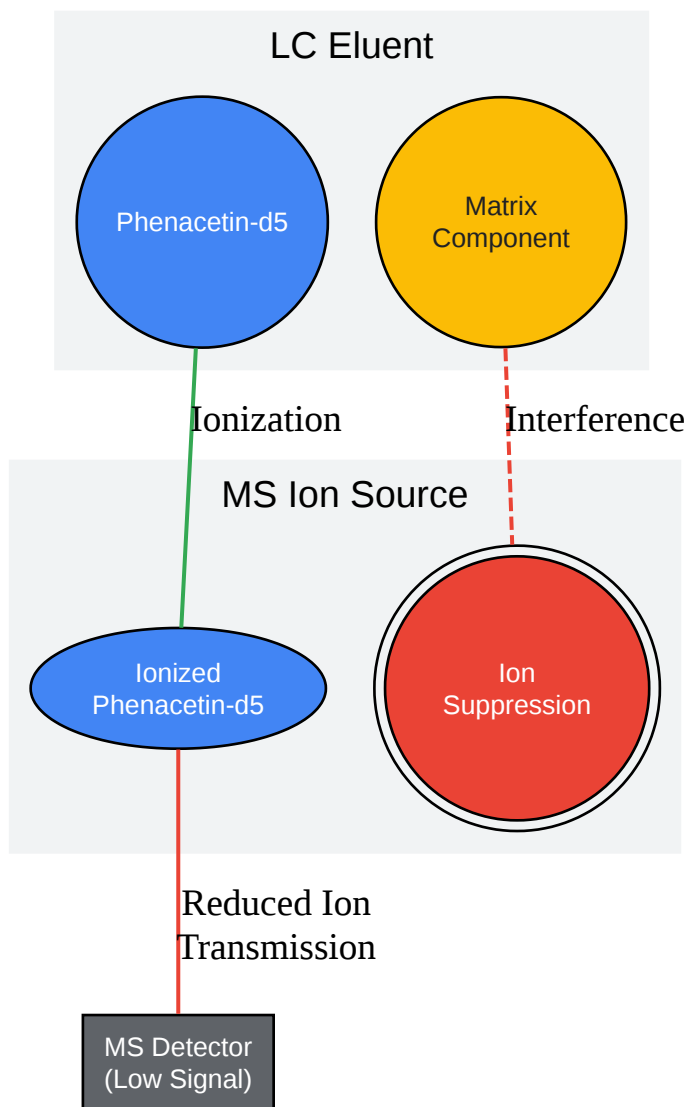 LC Eluent
Phenacetin-d5
Matrix
Component
Ionization
Interference
MS Ion Source
Ionized
Phenacetin-d5
Ion
Suppression
Reduced Ion
Transmission
MS Detector
(Low Signal)